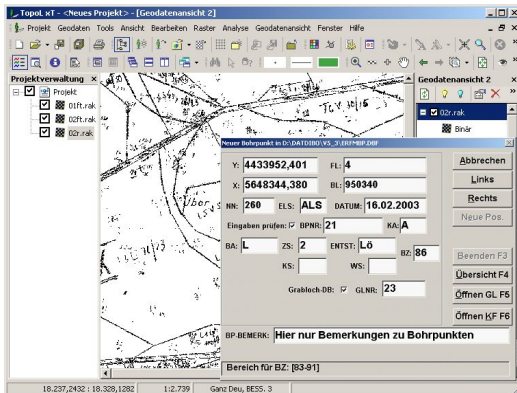 TopoL xT - <Neues Projekt> - [Geodatenansicht 2]
Projekt Geodaten Tools Ansicht Bearbeiten Raster Analyse Geodatenansicht Fenster Hilfe
Projektverwaltung
Projekt
01ft.rak
02ft.rak
02r.rak
Geodatenansicht 2
02r.rak
Binär
Neuer Bohrpunkt in D:\DATDIBO\V5_3\ERFMBP.DBF
Y: 4433952,401 FL: 4
X: 5648344,380 BL: 950340
NN: 260 ELS: ALS DATUM: 16.02.2003
Eingaben prüfen: BPNR: 21 KA: A
BA: L ZS: 2 ENTST: Lö BZ: 86
KS: WS:
Grabloch-DB: GLNR: 23
BP-BEMERK: Hier nur Bemerkungen zu Bohrpunkten
Bereich für BZ: [83-91]
Abbrechen
Links
Rechts
Neue Pos.
Beenden F3
Übersicht F4
Öffnen GL F5
Öffnen KF F6
18.237,2432 : 18.328,1282 1:2.739 Ganz Deu, BESS. 3